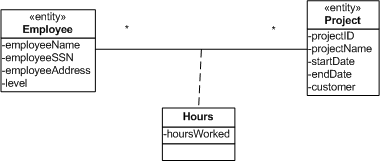 «entity»
Employee
-employeeName
-employeeSSN
-employeeAddress
-level
*
*
«entity»
Project
-projectID
-projectName
-startDate
-endDate
-customer
Hours
-hoursWorked